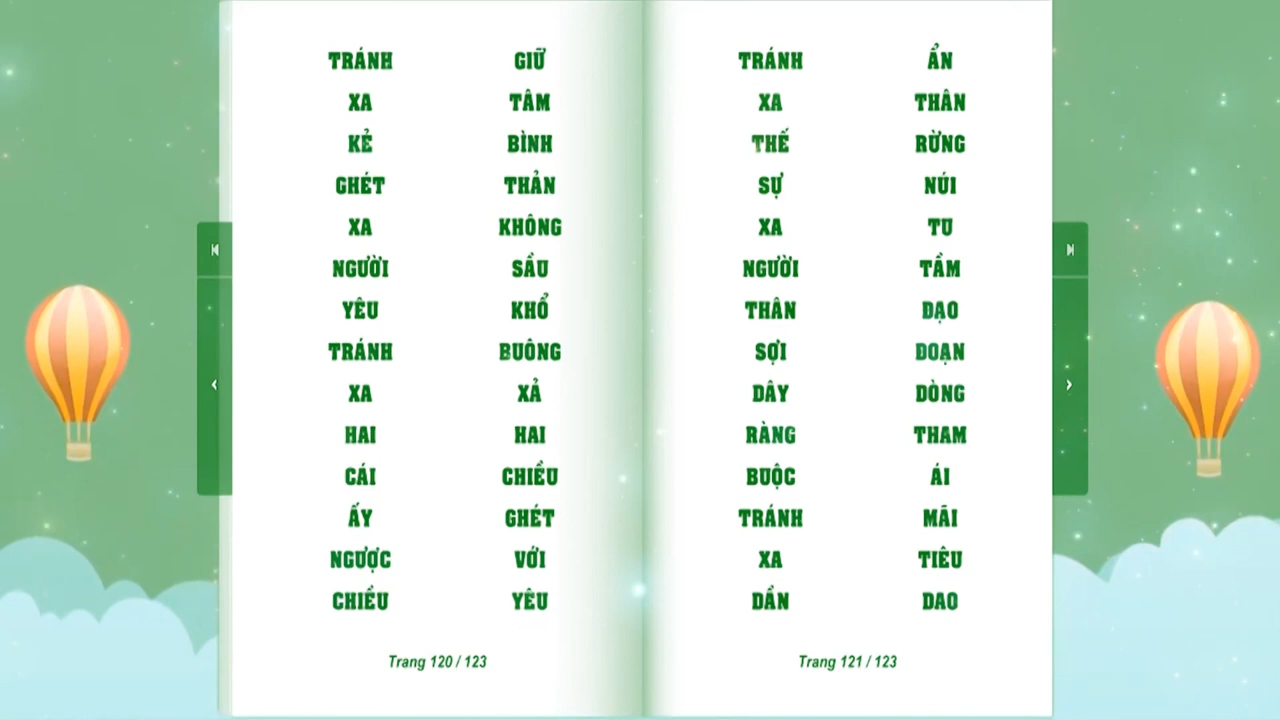 TRÁNH
XA
KẺ
GHÉT
XA
NGƯỜI
YÊU
TRÁNH
XA
HAI
CÁI
ẤY
NGƯỢC
CHIỀU
GIỮ
TÂM
BÌNH
THẢN
KHÔNG
SẦU
KHỔ
BUÔNG
XẢ
HAI
CHIỀU
GHÉT
VỚI
YÊU
Trang 120 / 123
TRÁNH
XA
THẾ
SỰ
XA
NGƯỜI
THÂN
SỢI
DÂY
RÀNG
BUỘC
TRÁNH
XA
DẦN
ẨN
THÂN
RỪNG
NÚI
TU
TẦM
ĐẠO
ĐOẠN
DÒNG
THAM
ÁI
MÃI
TIÊU
DAO
Trang 121 / 123